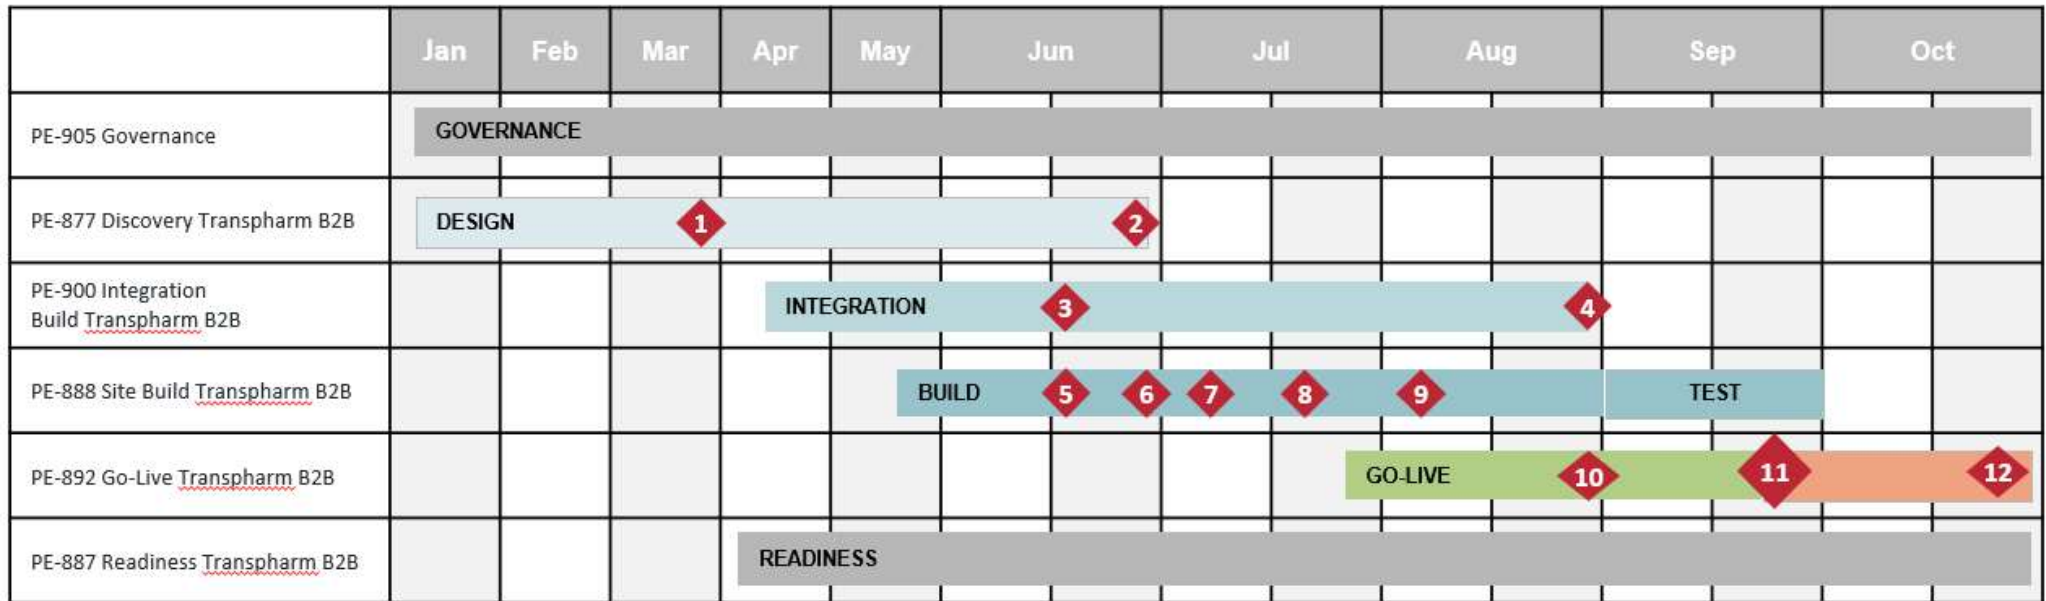 Jan Feb Mar Apr May Jun Jul Aug Sep Oct
PE-905 Governance
GOVERNANCE
PE-877 Discovery Transpharm B2B
DESIGN 1 2
PE-900 Integration
Build Transpharm B2B
INTEGRATION 3 4
PE-888 Site Build Transpharm B2B
BUILD 5 6 7 8 9 TEST
PE-892 Go-Live Transpharm B2B
GO-LIVE 10 11 12
PE-887 Readiness Transpharm B2B
READINESS